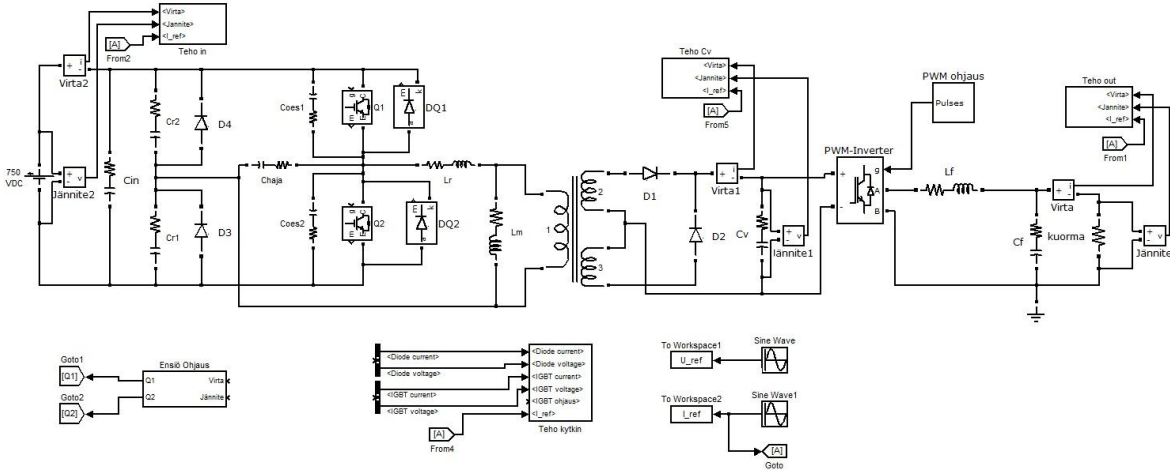 <Virta>
<Jannite>
<I_ref>
Teho in
[A]
From2
+ i -
Virta2
750
VDC
+ v -
Jännite2
Cin
Cr2
D4
Cr1
D3
Coes1
Q1
g C E m
DQ1
m a k
Chaja
Lr
Coes2
Q2
g C E m
DQ2
m a k
Lm
1
2
3
D1
D2
Teho Cv
<Virta>
<Jannite>
<I_ref>
[A]
From5
+ i -
Virta1
Cv
+ v -
Jännite1
PWM ohjaus
Pulses
PWM-Inverter
+
-
g
A
B
Lf
Teho out
<Virta>
<Jannite>
<I_ref>
[A]
From1
+ i -
Virta
Cf
kuorma
+ v -
Jännite
Goto1
[Q1]
Goto2
[Q2]
Ensiö Ohjaus
Q1
Q2
Virta
Jännite
<Diode current>
<Diode voltage>
<IGBT current>
<IGBT voltage>
<Diode current>
<Diode voltage>
<IGBT current>
<IGBT voltage>
<IGBT ohjaus>
<I_ref>
Teho kytkin
[A]
From4
To Workspace1
U_ref
Sine Wave
To Workspace2
I_ref
Sine Wave1
[A]
Goto